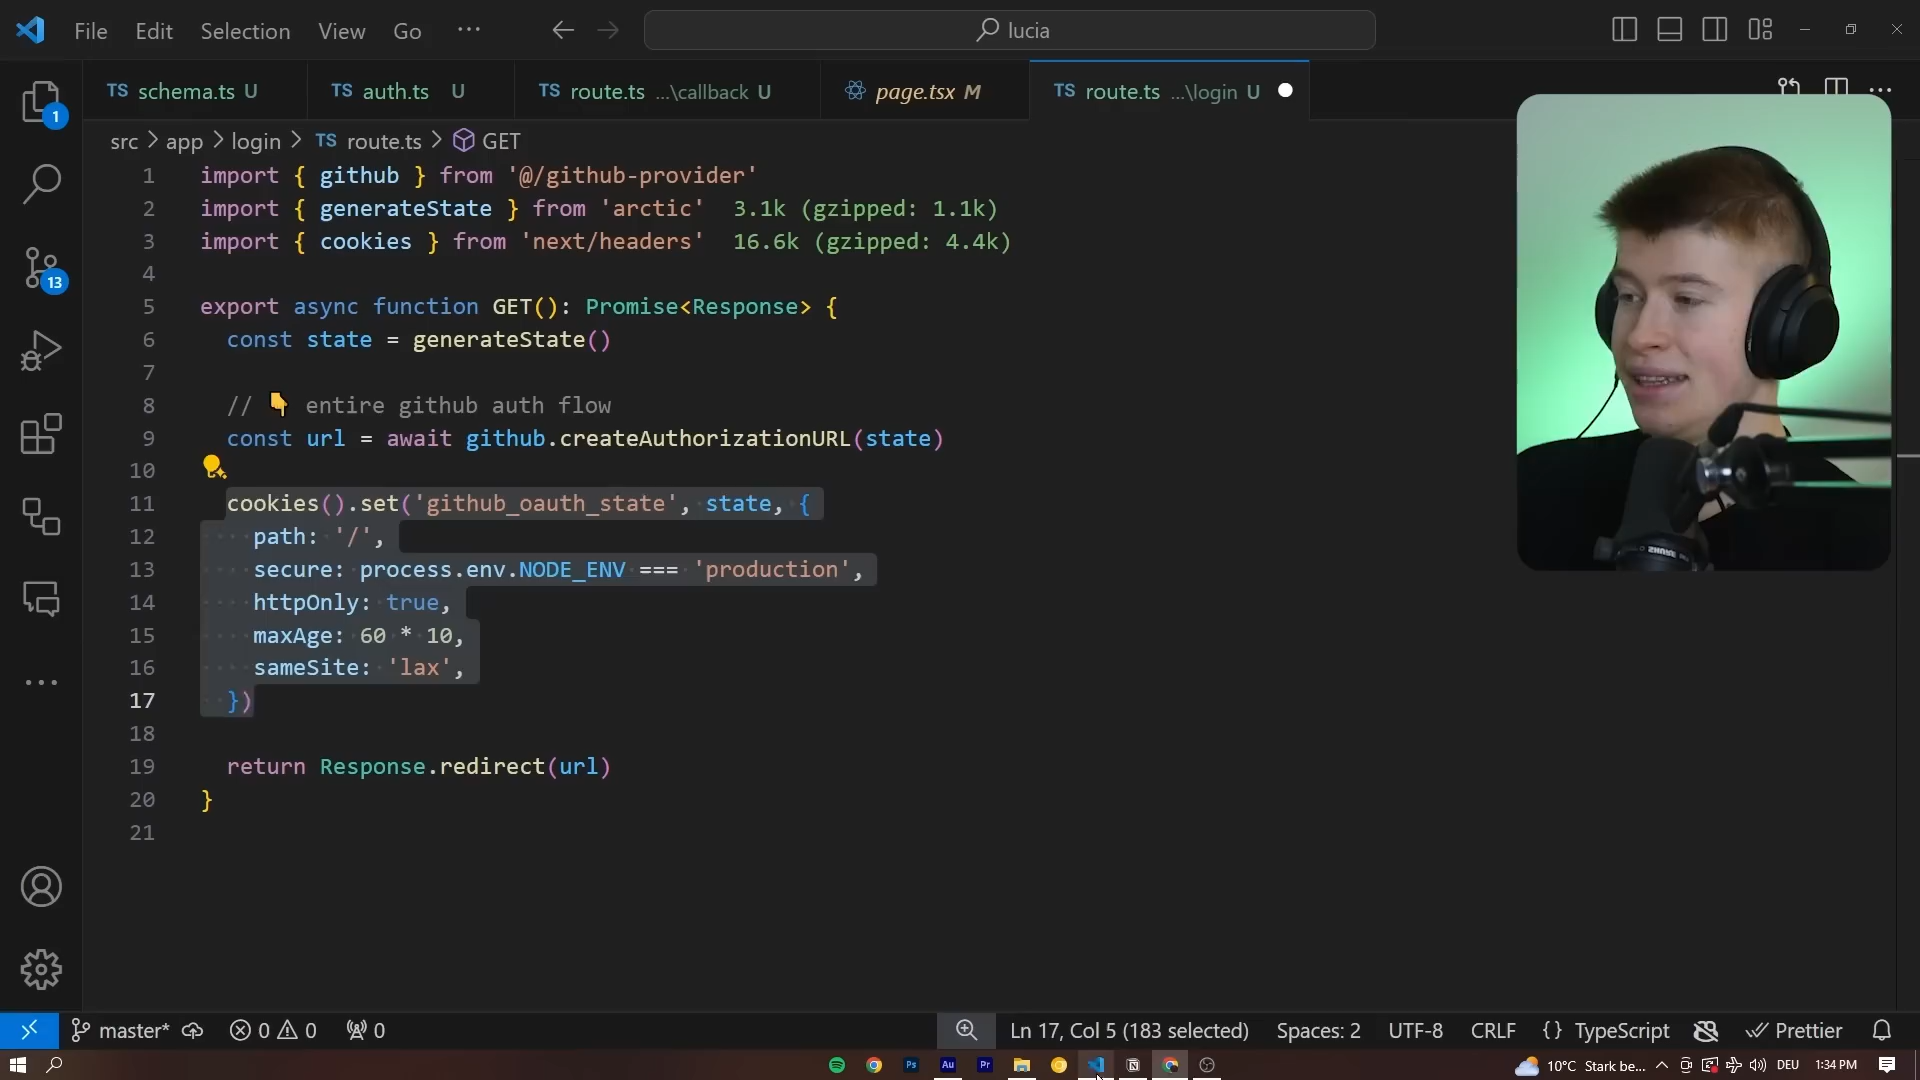 File Edit Selection View Go ··· lucia
TS schema.ts U TS auth.ts U TS route.ts ...\callback U page.tsx M TS route.ts ...\login U
src > app > login > TS route.ts > GET
1 import { github } from '@/github-provider'
2 import { generateState } from 'arctic' 3.1k (gzipped: 1.1k)
3 import { cookies } from 'next/headers' 16.6k (gzipped: 4.4k)
4
5 export async function GET(): Promise<Response> {
6 const state = generateState()
7
8 // 👇 entire github auth flow
9 const url = await github.createAuthorizationURL(state)
10
11 cookies().set('github_oauth_state', state, {
12 path: '/',
13 secure: process.env.NODE_ENV === 'production',
14 httpOnly: true,
15 maxAge: 60 * 10,
16 sameSite: 'lax',
17 })
18
19 return Response.redirect(url)
20 }
21
1
13
SHURE
master* 0 0 0 Ln 17, Col 5 (183 selected) Spaces: 2 UTF-8 CRLF {} TypeScript Prettier
Ps Au Pr 10°C Stark be... DEU 1:34 PM